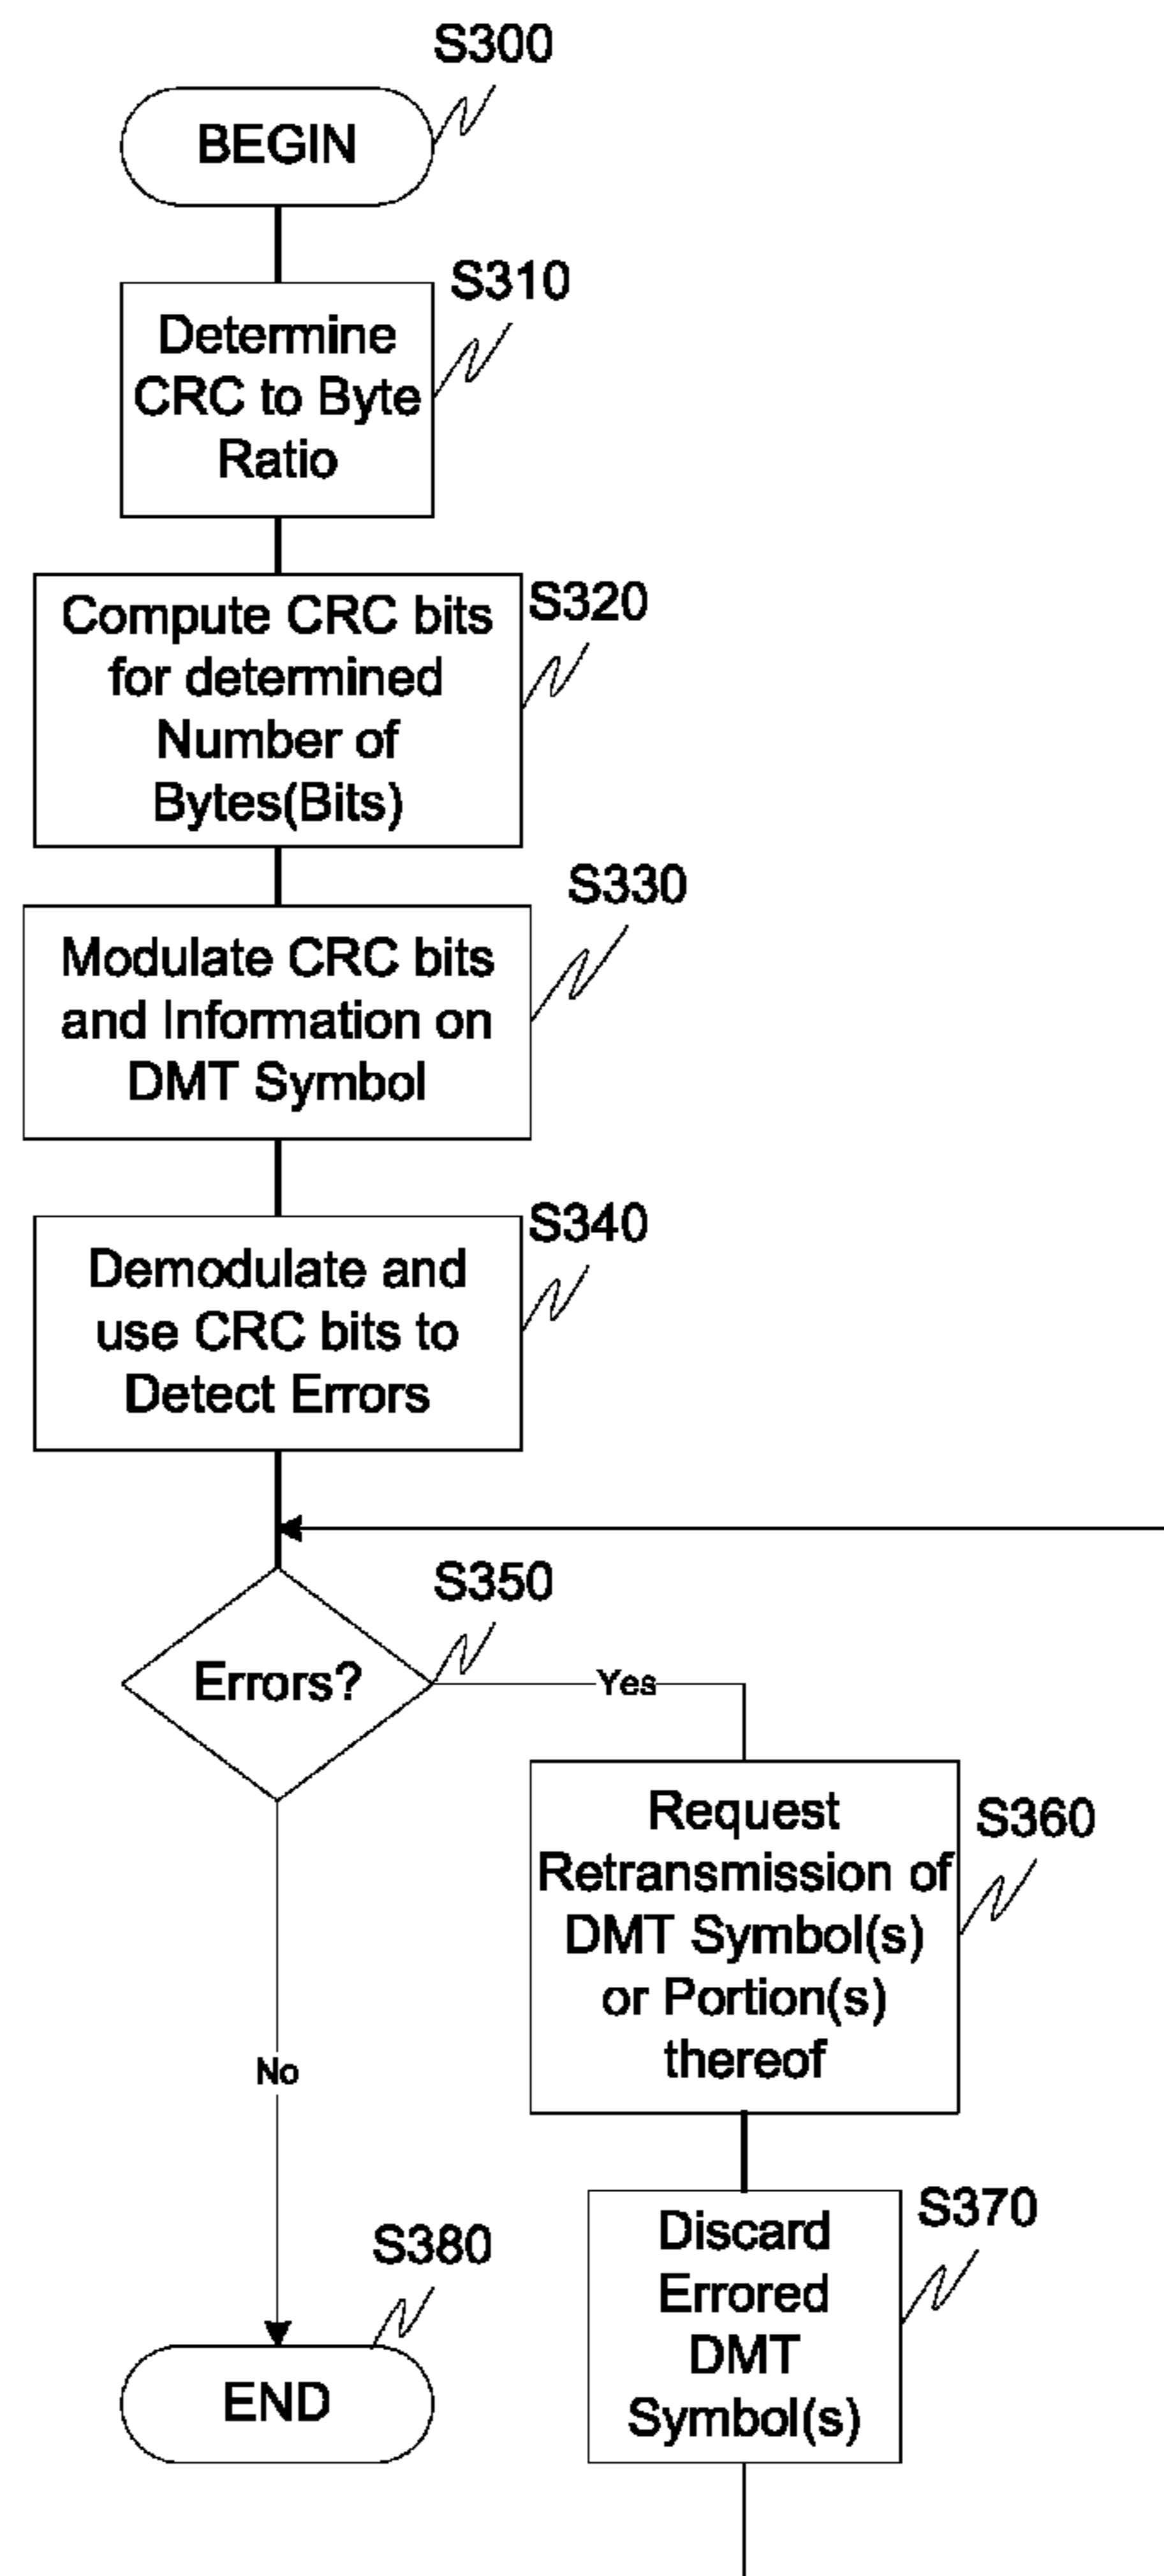 S300
BEGIN
S310
Determine
CRC to Byte
Ratio
S320
Compute CRC bits
for determined
Number of
Bytes(Bits)
S330
Modulate CRC bits
and Information on
DMT Symbol
S340
Demodulate and
use CRC bits to
Detect Errors
S350
Errors?
Yes
Request
Retransmission of
DMT Symbol(s)
or Portion(s)
thereof
S360
No
S370
Discard
Errored
DMT
Symbol(s)
S380
END